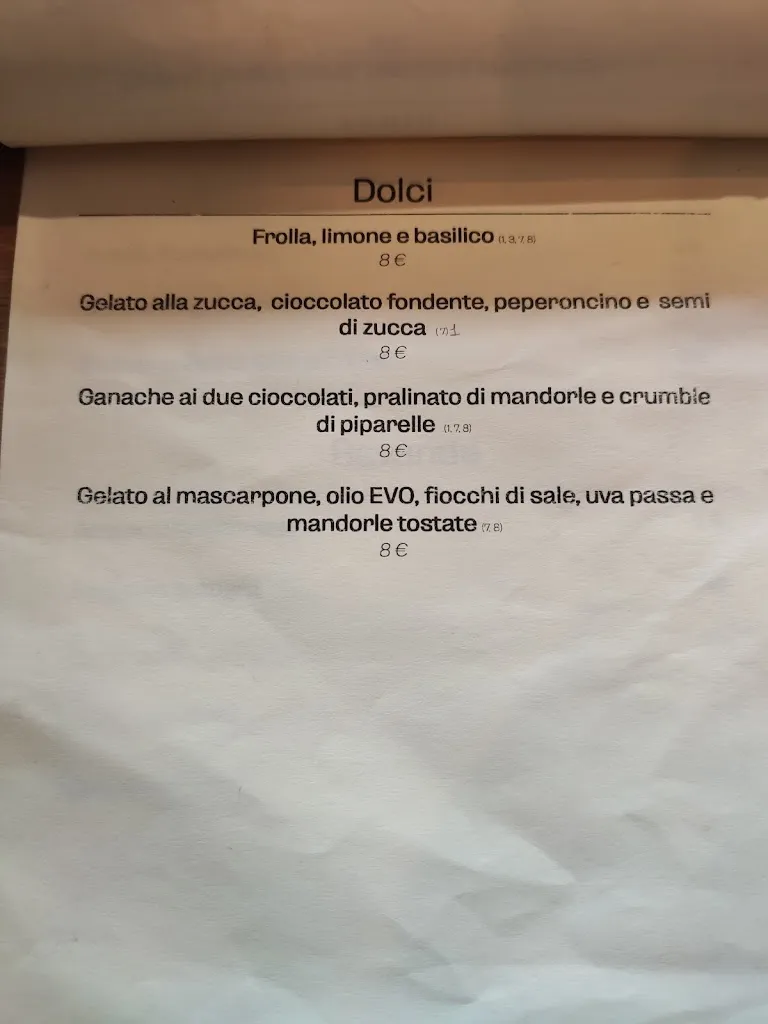 Dolci
Frolla, limone e basilico (1, 3, 7, 8)
8 €
Gelato alla zucca, cioccolato fondente, peperoncino e semi
di zucca (7) 1
8 €
Ganache ai due cioccolati, pralinato di mandorle e crumble
di piparelle (1, 7, 8)
8 €
Gelato al mascarpone, olio EVO, fiocchi di sale, uva passa e
mandorle tostate (7, 8)
8 €